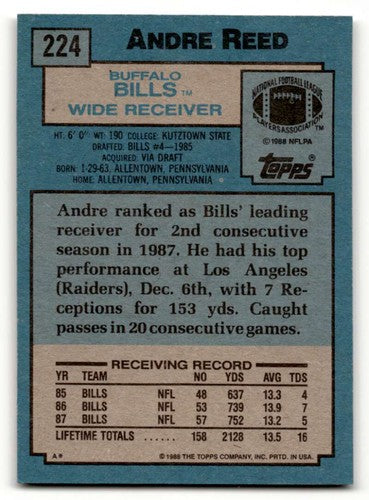 224
ANDRE REED
BUFFALO
BILLS™
WIDE RECEIVER
NATIONAL FOOTBALL LEAGUE
PLAYERS ASSOCIATION™
© 1988 NFLPA
Topps®
HT: 6' 0" WT: 190 COLLEGE: KUTZTOWN STATE
DRAFTED: BILLS #4—1985
ACQUIRED: VIA DRAFT
BORN: 1-29-63, ALLENTOWN, PENNSYLVANIA
HOME: ALLENTOWN, PENNSYLVANIA
Andre ranked as Bills' leading
receiver for 2nd consecutive
season in 1987. He had his top
performance at Los Angeles
(Raiders), Dec. 6th, with 7 Re-
ceptions for 153 yds. Caught
passes in 20 consecutive games.
RECEIVING RECORD
YR TEAM NO YDS AVG TDS
85 BILLS NFL 48 637 13.3 4
86 BILLS NFL 53 739 13.9 7
87 BILLS NFL 57 752 13.2 5
LIFETIME TOTALS ...... 158 2128 13.5 16
A* © 1988 THE TOPPS COMPANY, INC. PRTD. IN U.S.A.